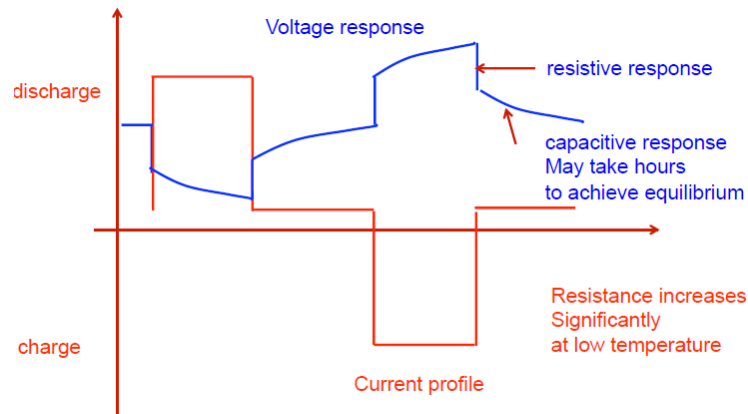 Voltage response
resistive response
discharge
capacitive response
May take hours
to achieve equilibrium
Resistance increases
Significantly
at low temperature
charge
Current profile